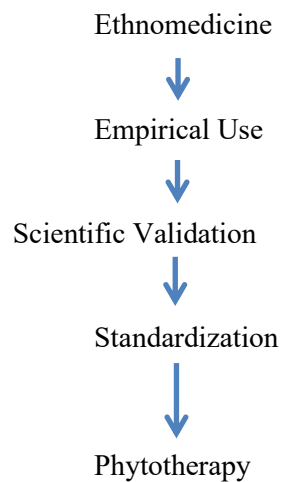 Ethnomedicine
Empirical Use
Scientific Validation
Standardization
Phytotherapy